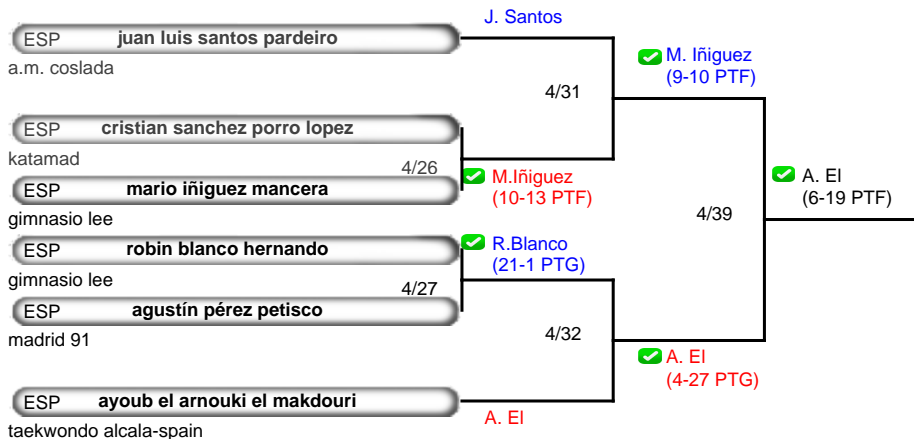 J. Santos
ESP juan luis santos pardeiro
a.m. coslada
M. Iñiguez
(9-10 PTF)
4/31
ESP cristian sanchez porro lopez
katamad
4/26
ESP mario iñiguez mancera
gimnasio lee
M.Iñiguez
(10-13 PTF)
A. El
(6-19 PTF)
4/39
ESP robin blanco hernando
gimnasio lee
R.Blanco
(21-1 PTG)
4/27
ESP agustín pérez petisco
madrid 91
4/32
A. El
(4-27 PTG)
ESP ayoub el arnouki el makdouri
taekwondo alcala-spain
A. El